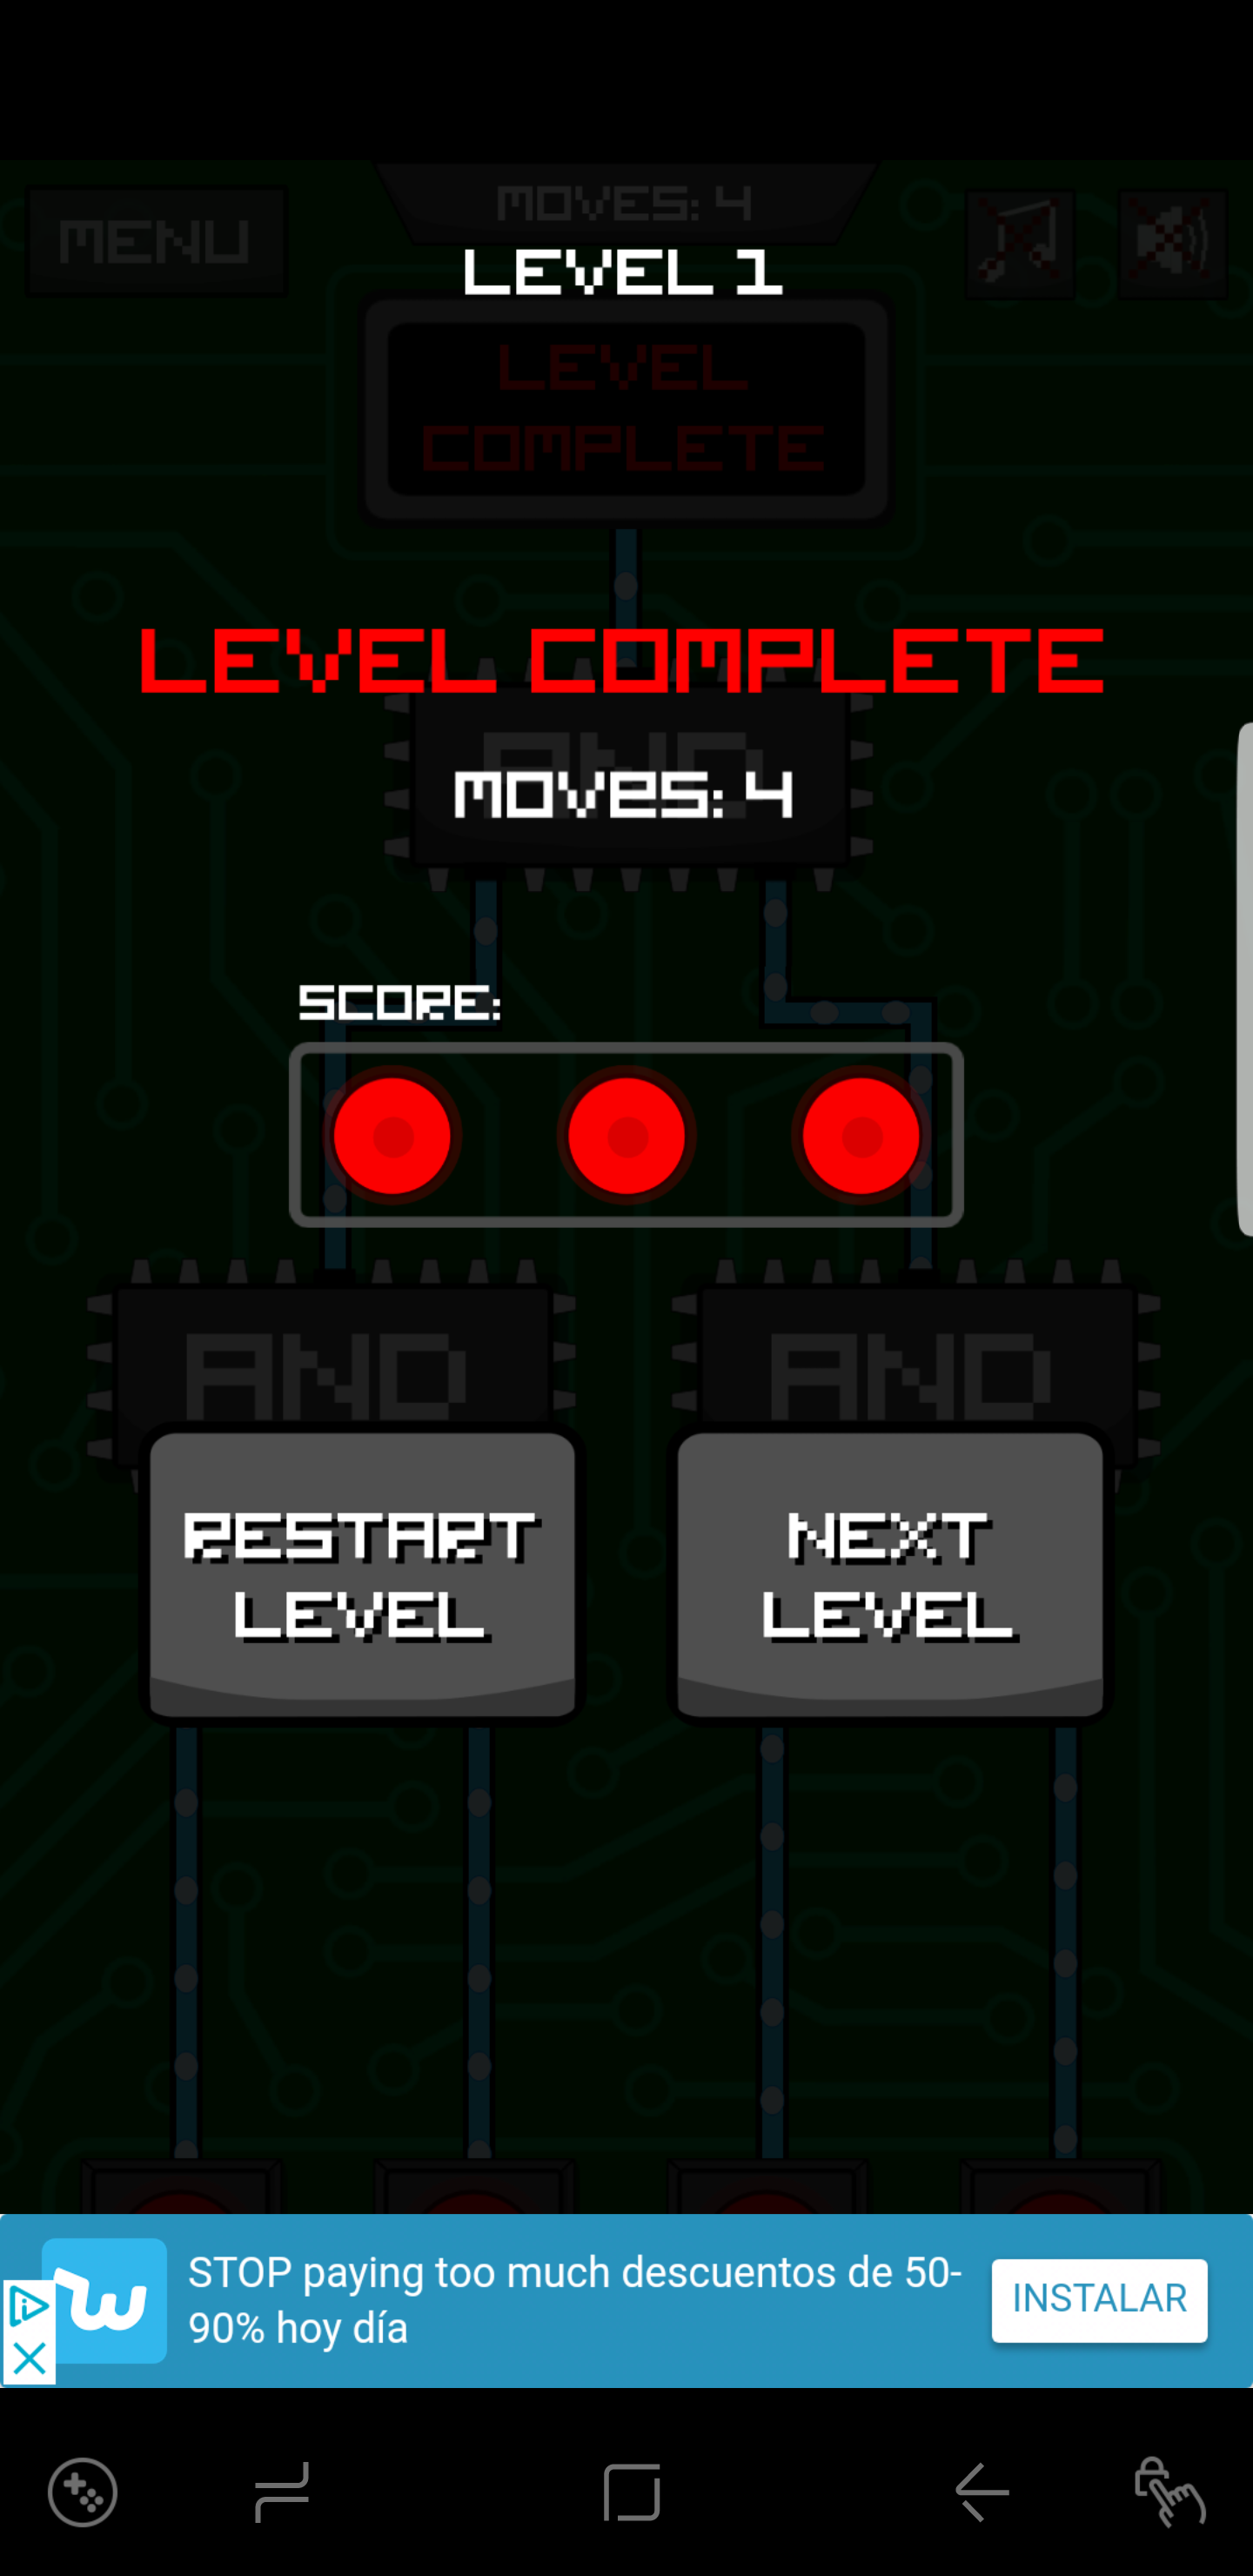 MOVES: 4
MENU
LEVEL 1
LEVEL
COMPLETE
LEVEL COMPLETE
AND
MOVES: 4
SCORE:
AND
AND
RESTART
LEVEL
NEXT
LEVEL
STOP paying too much descuentos de 50-
90% hoy día
INSTALAR